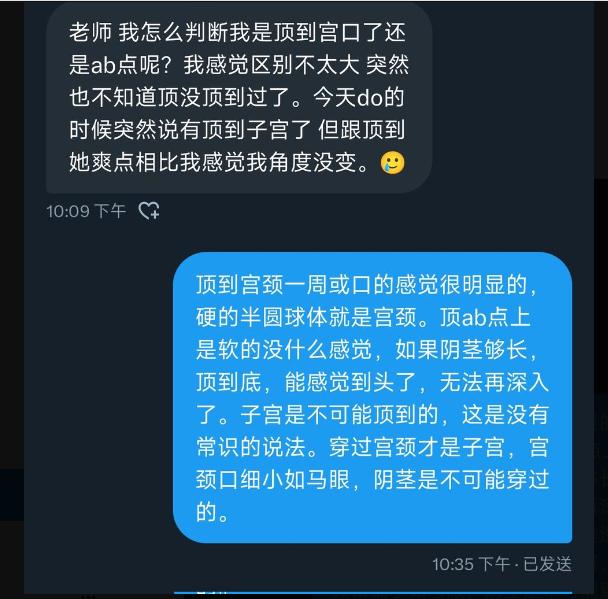 老师 我怎么判断我是顶到宫口了还
是ab点呢？我感觉区别不太大 突然
也不知道顶没顶到过了。今天do的
时候突然说有顶到子宫了 但跟顶到
她爽点相比我感觉我角度没变。🥲
10:09 下午
顶到宫颈一周或口的感觉很明显的，
硬的半圆球体就是宫颈。顶ab点上
是软的没什么感觉，如果阴茎够长，
顶到底，能感觉到头了，无法再深入
了。子宫是不可能顶到的，这是没有
常识的说法。穿过宫颈才是子宫，宫
颈口细小如马眼，阴茎是不可能穿过
的。
10:35 下午 · 已发送